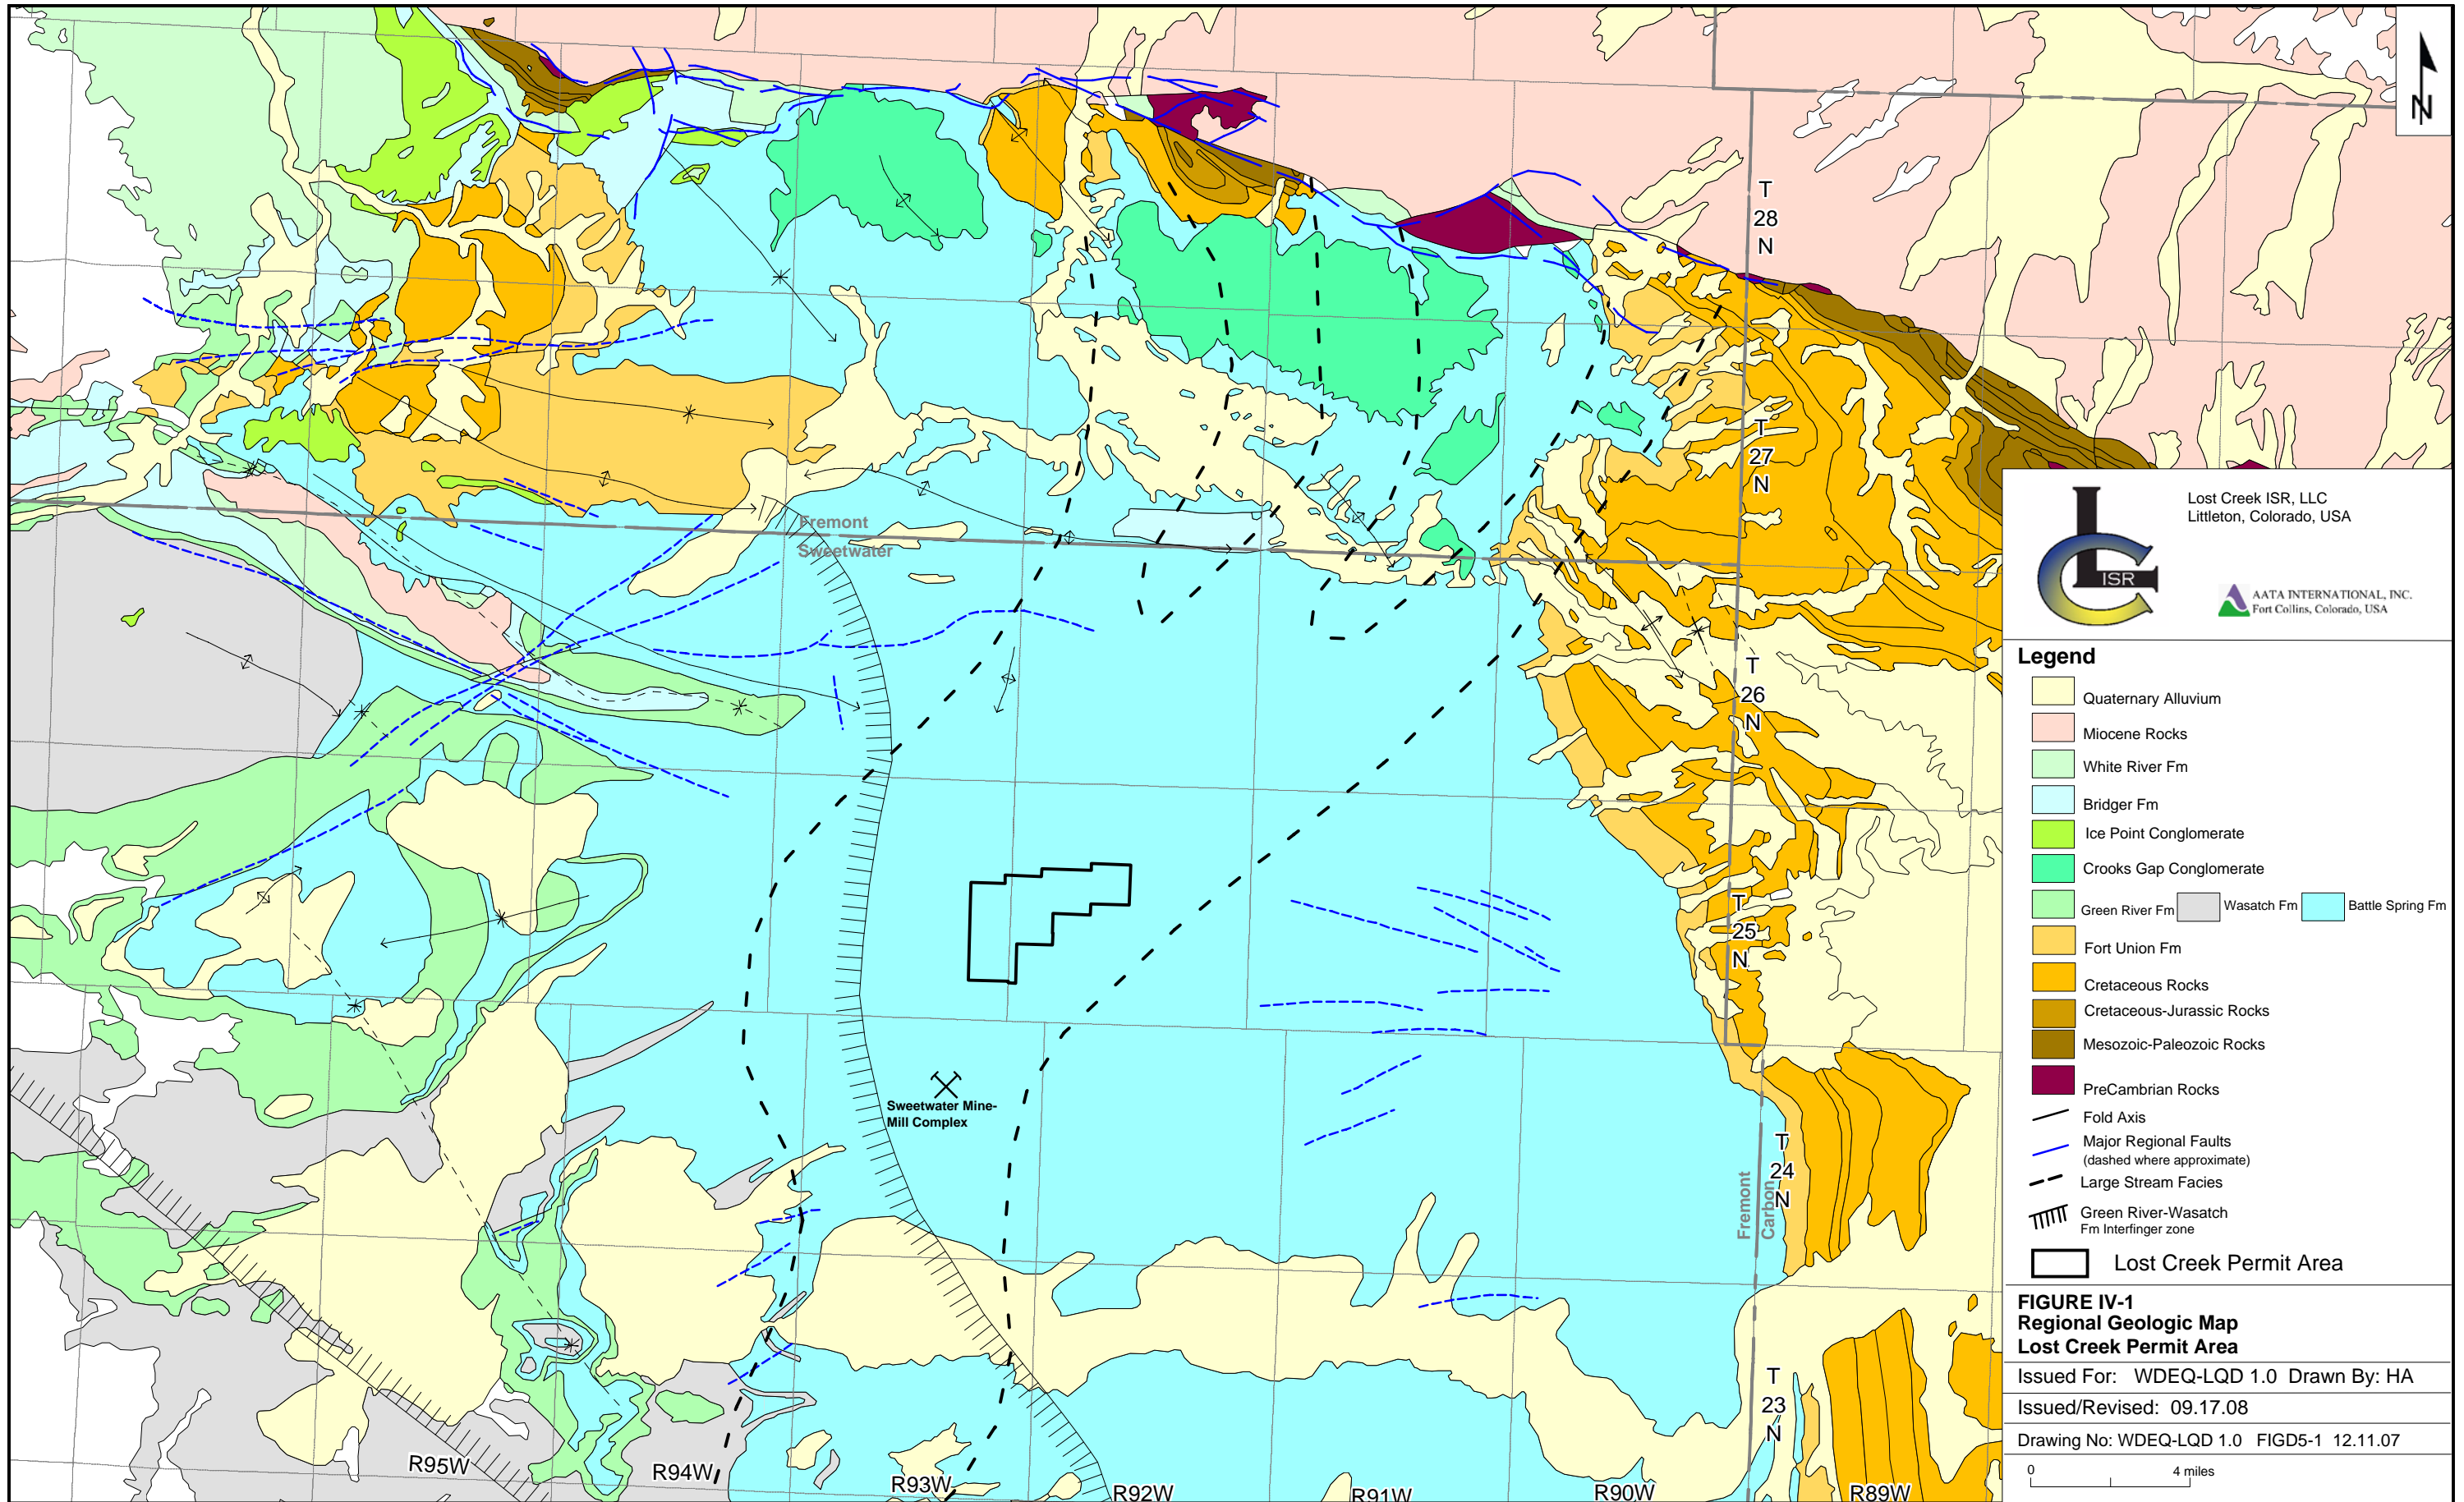 N
T
28
N
T
27
N
Fremont
Sweetwater
T
26
N
T
25
N
Sweetwater Mine-
Mill Complex
T
24
N
Fremont
Carbon
T
23
N
R95W
R94W
R93W
R92W
R91W
R90W
R89W
LC ISR
Lost Creek ISR, LLC
Littleton, Colorado, USA
AATA INTERNATIONAL, INC.
Fort Collins, Colorado, USA
Legend
Quaternary Alluvium
Miocene Rocks
White River Fm
Bridger Fm
Ice Point Conglomerate
Crooks Gap Conglomerate
Green River Fm Wasatch Fm Battle Spring Fm
Fort Union Fm
Cretaceous Rocks
Cretaceous-Jurassic Rocks
Mesozoic-Paleozoic Rocks
PreCambrian Rocks
Fold Axis
Major Regional Faults
(dashed where approximate)
Large Stream Facies
Green River-Wasatch
Fm Interfinger zone
Lost Creek Permit Area
FIGURE IV-1
Regional Geologic Map
Lost Creek Permit Area
Issued For: WDEQ-LQD 1.0 Drawn By: HA
Issued/Revised: 09.17.08
Drawing No: WDEQ-LQD 1.0 FIGD5-1 12.11.07
0 4 miles